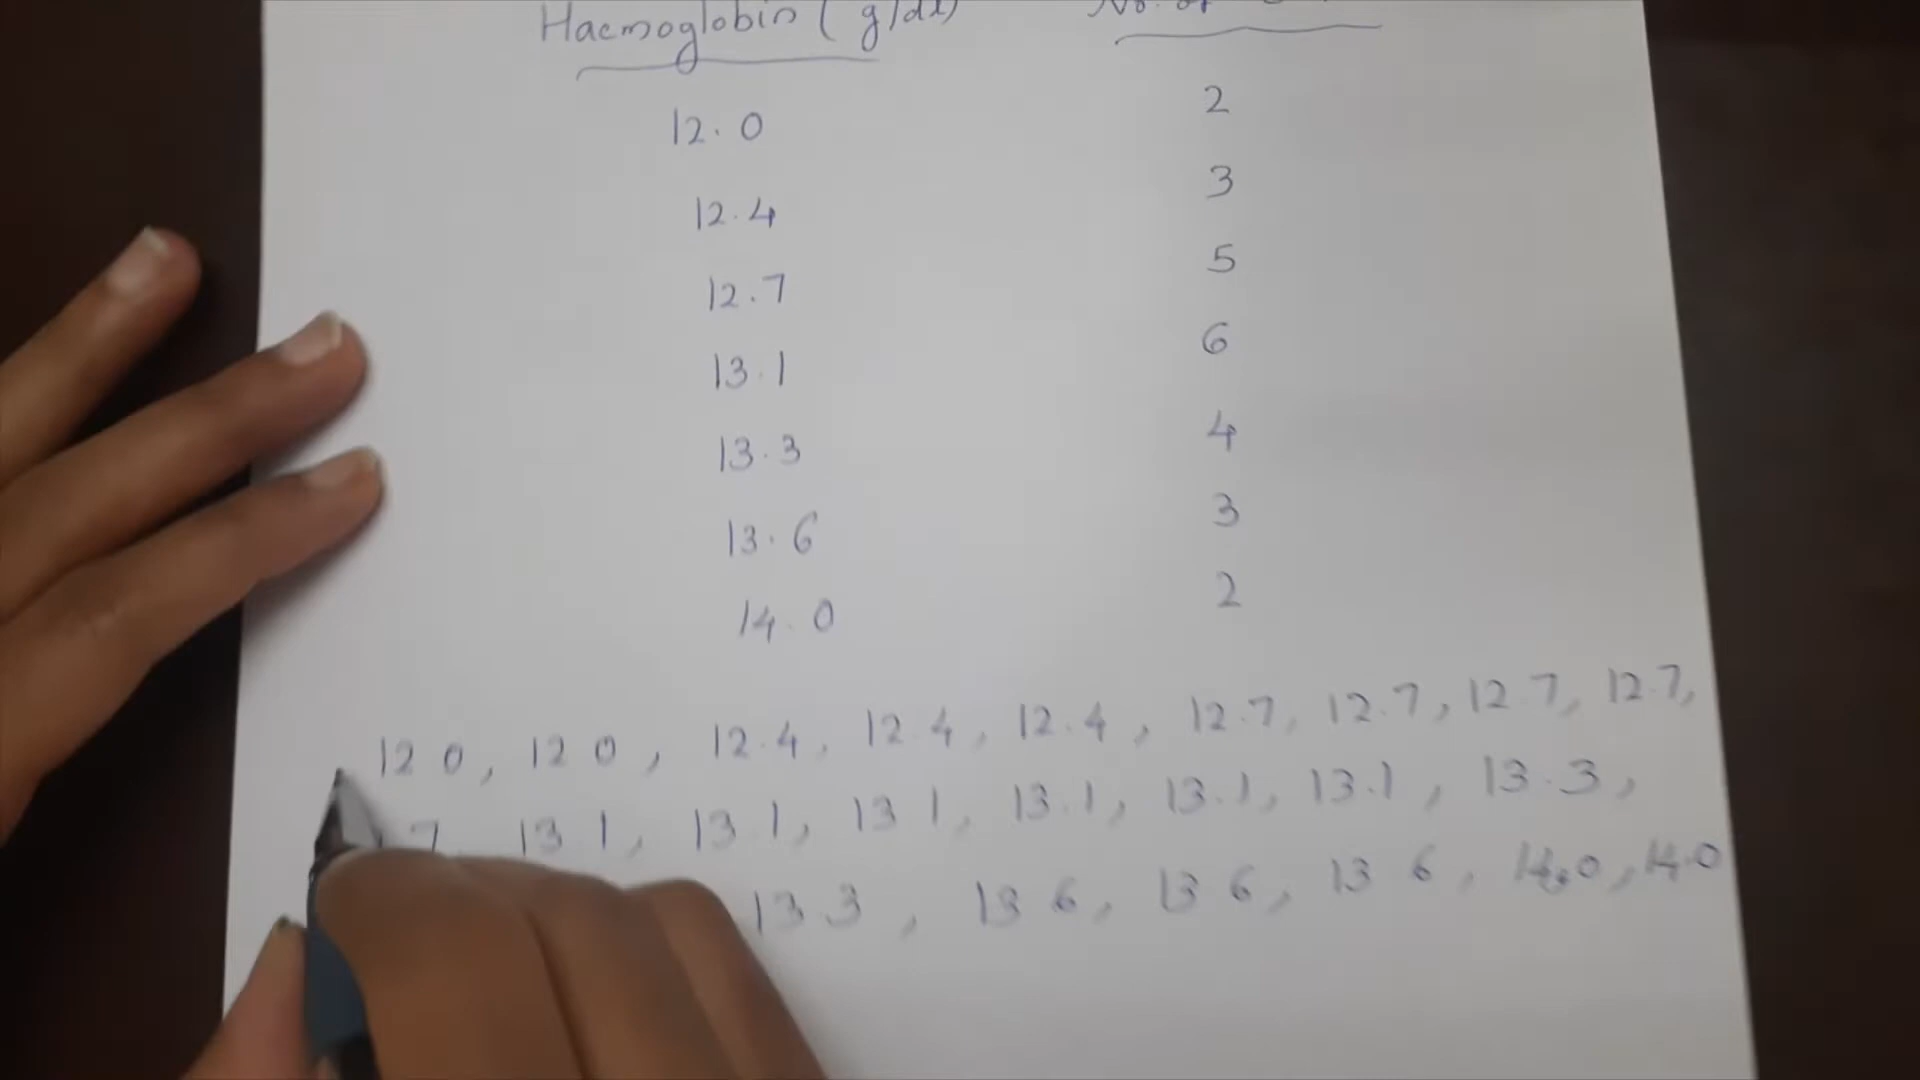 Haemoglobin (g/dl) No. of
12.0 2
12.4 3
12.7 5
13.1 6
13.3 4
13.6 3
14.0 2
12 0, 12 0, 12.4, 12.4, 12.4, 12.7, 12.7, 12.7, 12.7,
7, 13.1, 13.1, 13.1, 13.1, 13.1, 13.1, 13.3,
13 3, 13 6, 13 6, 13 6, 14.0, 14.0